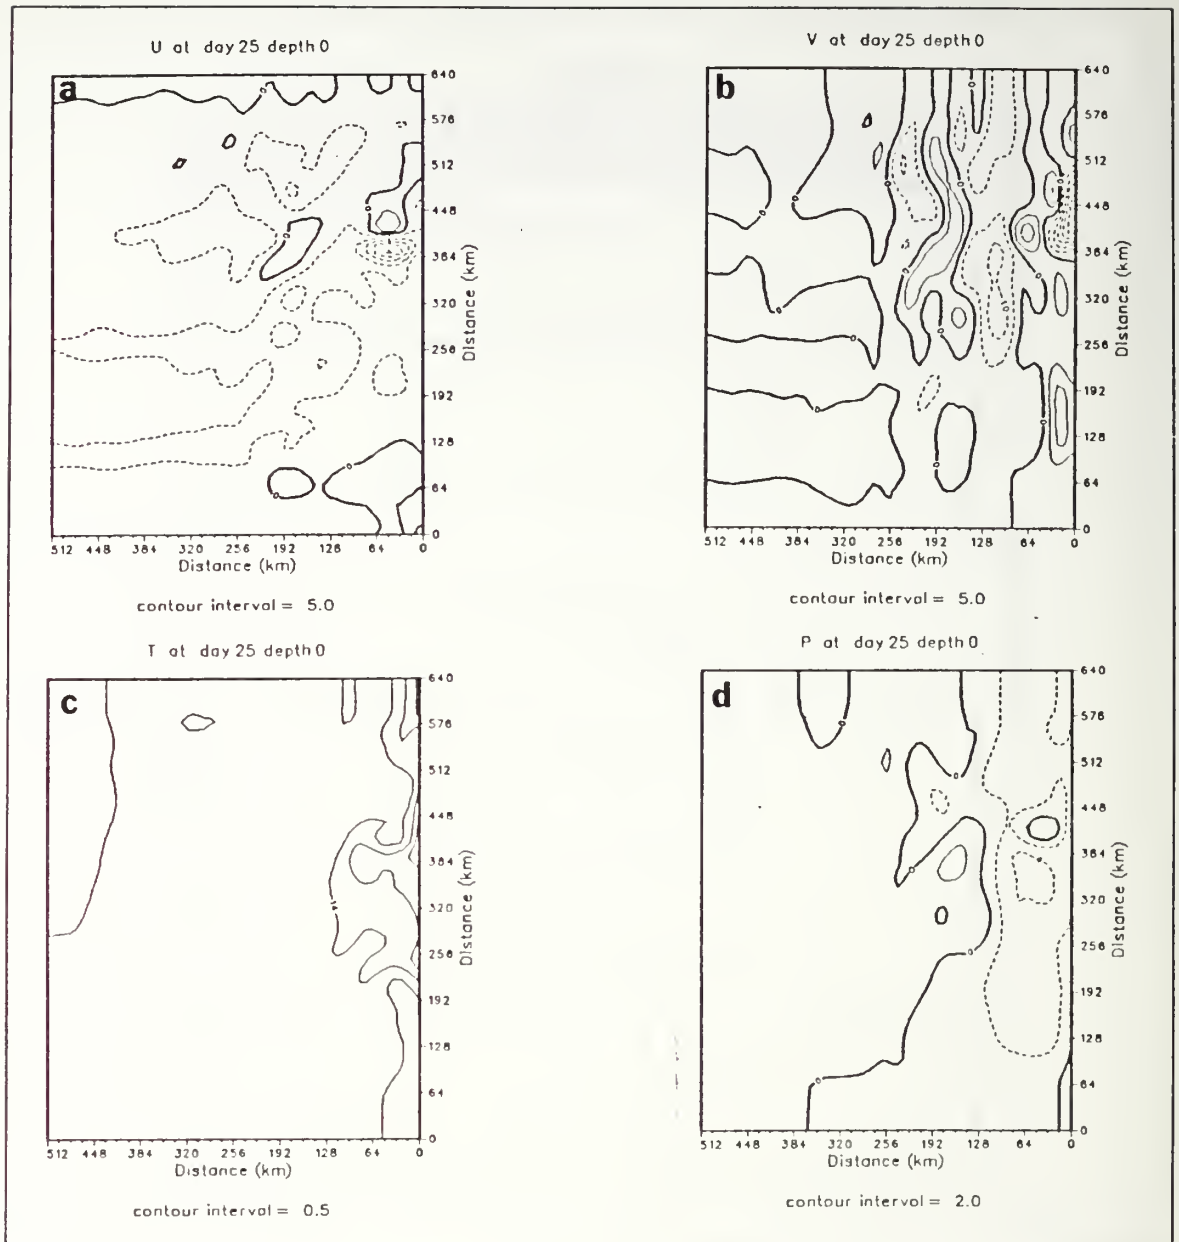 U at day 25 depth 0
a
640
576
512
448
384
320
256
192
128
64
0
Distance (km)
512 448 384 320 256 192 128 64 0
Distance (km)
contour interval = 5.0
V at day 25 depth 0
b
640
576
512
448
384
320
256
192
128
64
0
Distance (km)
512 448 384 320 256 192 128 64 0
Distance (km)
contour interval = 5.0
T at day 25 depth 0
c
14
640
576
512
448
384
320
256
192
128
64
0
Distance (km)
512 448 384 320 256 192 128 64 0
Distance (km)
contour interval = 0.5
P at day 25 depth 0
d
640
576
512
448
384
320
256
192
128
64
0
Distance (km)
512 448 384 320 256 192 128 64 0
Distance (km)
contour interval = 2.0